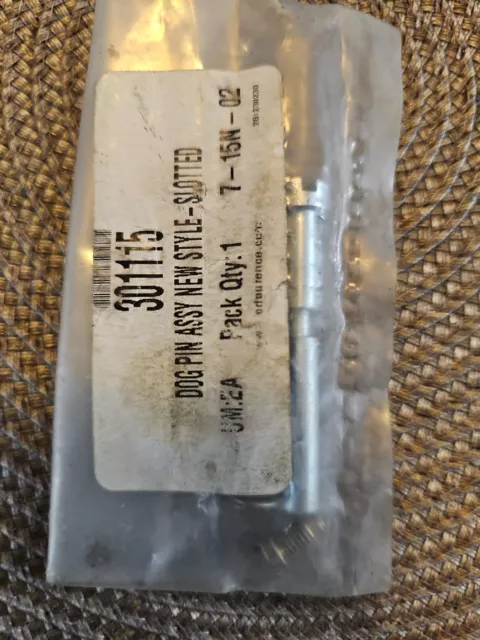 301115
DOG PIN ASSY NEW STYLE - SLOTTED
UM:EA Pack Qty: 1 7-15N-02